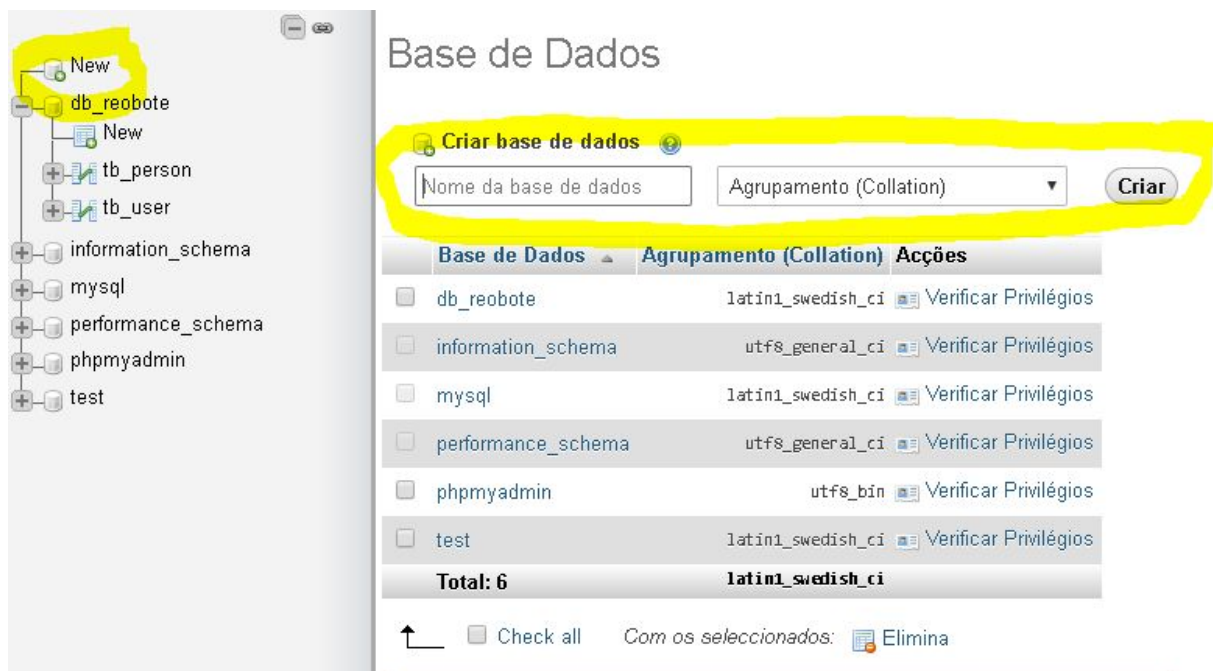 New
db_reobote
New
tb_person
tb_user
information_schema
mysql
performance_schema
phpmyadmin
test
Base de Dados
Criar base de dados
Nome da base de dados Agrupamento (Collation) Criar
Base de Dados Agrupamento (Collation) Acções
db_reobote latin1_swedish_ci Verificar Privilégios
information_schema utf8_general_ci Verificar Privilégios
mysql latin1_swedish_ci Verificar Privilégios
performance_schema utf8_general_ci Verificar Privilégios
phpmyadmin utf8_bin Verificar Privilégios
test latin1_swedish_ci Verificar Privilégios
Total: 6 latin1_swedish_ci
Check all Com os seleccionados: Elimina